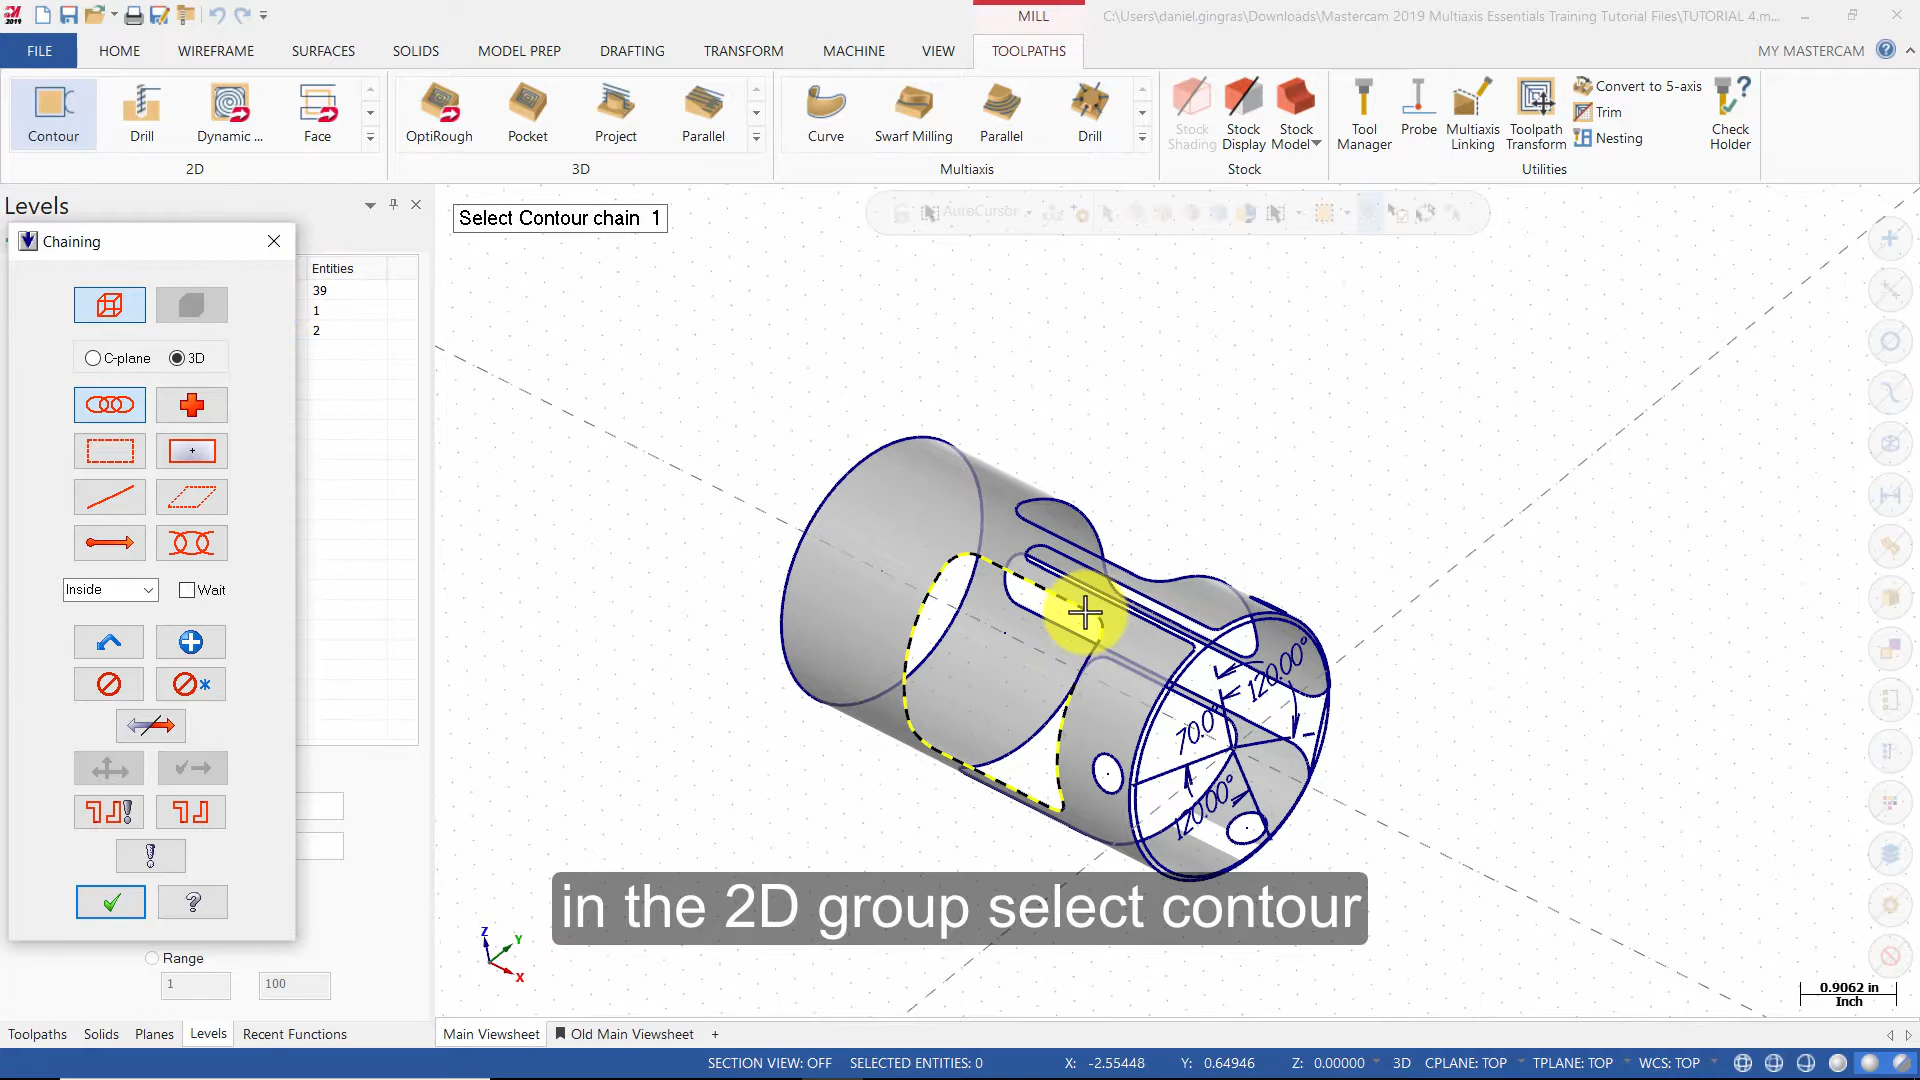 2019
MILL
C:\Users\daniel.gingras\Downloads\Mastercam 2019 Multiaxis Essentials Training Tutorial Files\TUTORIAL 4.m...
FILE HOME WIREFRAME SURFACES SOLIDS MODEL PREP DRAFTING TRANSFORM MACHINE VIEW TOOLPATHS MY MASTERCAM
Contour Drill Dynamic ... Face
2D
OptiRough Pocket Project Parallel
3D
Curve Swarf Milling Parallel Drill
Multiaxis
Stock Shading Stock Display Stock Model
Stock
Tool Manager Probe Multiaxis Linking Toolpath Transform
Convert to 5-axis
Trim
Nesting
Utilities
Check Holder
Levels
Chaining
Entities
39
1
2
C-plane 3D
Inside Wait
Range
1 100
Select Contour chain 1
AutoCursor
120.00°
70.0°
120.00°
in the 2D group select contour
Z Y X
0.9062 in
Inch
Toolpaths Solids Planes Levels Recent Functions
Main Viewsheet Old Main Viewsheet +
SECTION VIEW: OFF SELECTED ENTITIES: 0 X: -2.55448 Y: 0.64946 Z: 0.00000 3D CPLANE: TOP TPLANE: TOP WCS: TOP